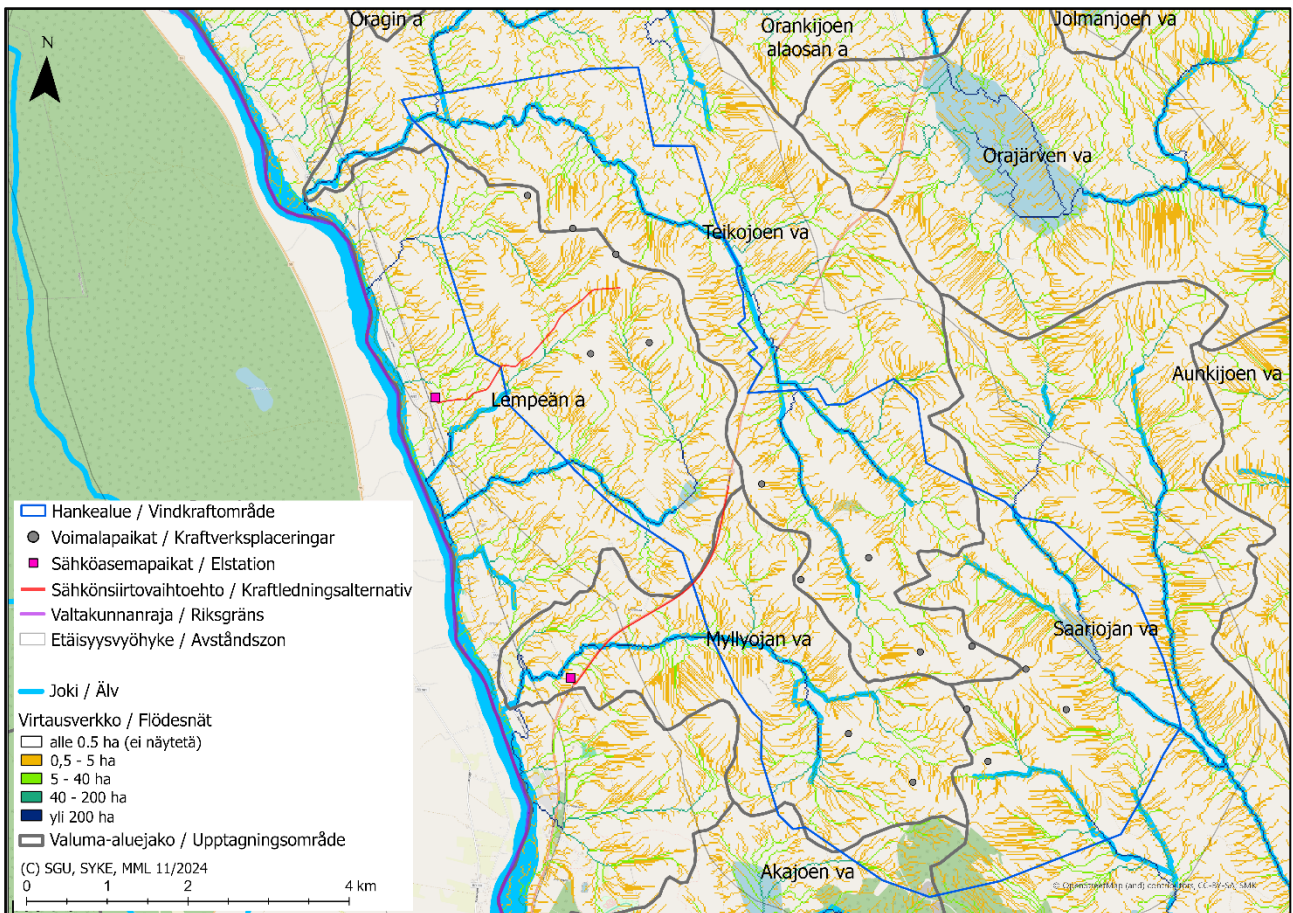 Oragin a
Orankijoen
alaosan a
Jolmanjoen va
N
Orajärven va
Teikojoen va
Aunkijoen va
Lempeän a
Saariojan va
Myllyojan va
Akajoen va
Hankealue / Vindkraftområde
Voimalapaikat / Kraftverksplaceringar
Sähköasemapaikat / Elstation
Sähkönsiirtovaihtoehto / Kraftledningsalternativ
Valtakunnanraja / Riksgräns
Etäisyysvyöhyke / Avståndszon
Joki / Älv
Virtausverkko / Flödesnät
alle 0.5 ha (ei näytetä)
0,5 - 5 ha
5 - 40 ha
40 - 200 ha
yli 200 ha
Valuma-aluejako / Upptagningsområde
(C) SGU, SYKE, MML 11/2024
0 1 2 4 km
© OpenStreetMap (and) contributors, CC-BY-SA, SMK